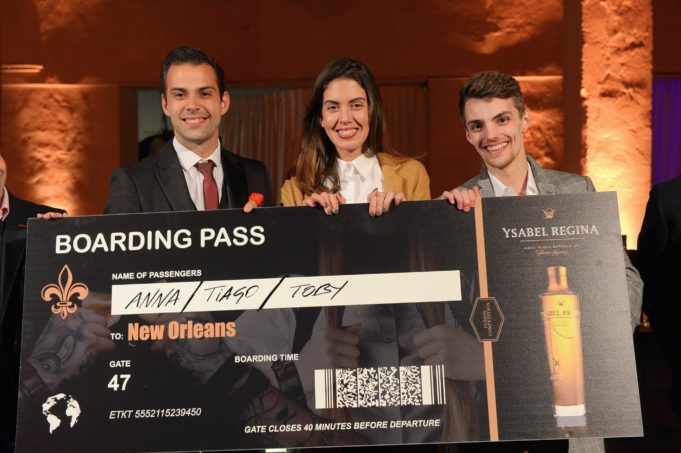 BOARDING PASS
NAME OF PASSENGERS
ANNA / TIAGO / TOBY
TO: New Orleans
GATE
47
BOARDING TIME
ETKT 5552115239450
GATE CLOSES 40 MINUTES BEFORE DEPARTURE
YSABEL REGINA
COMPETITION